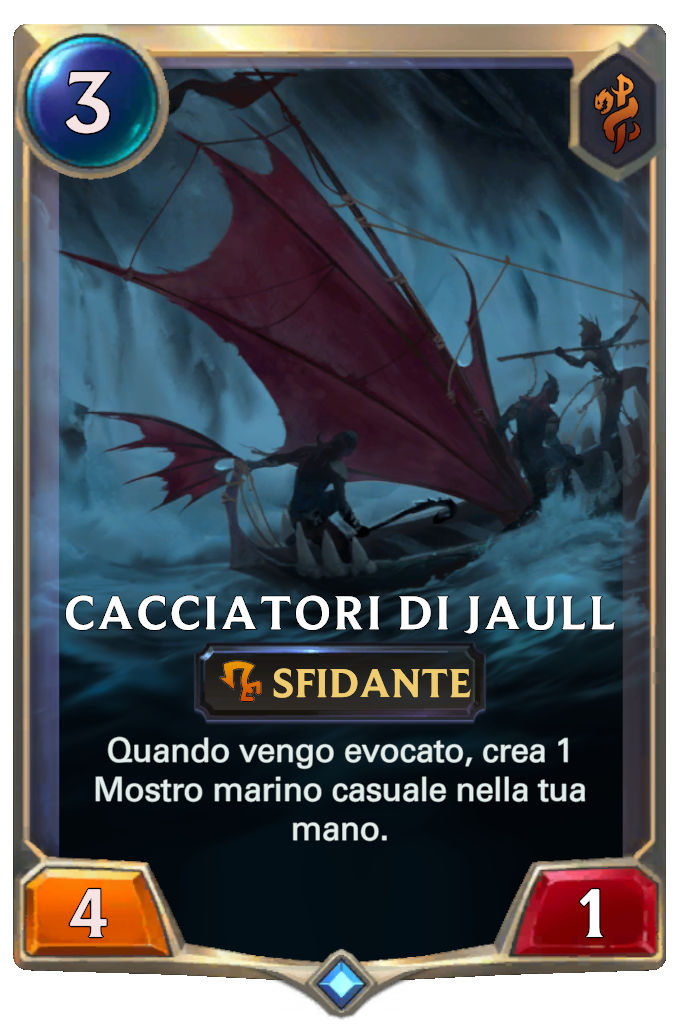 3
CACCIATORI DI JAULL
SFIDANTE
Quando vengo evocato, crea 1
Mostro marino casuale nella tua
mano.
4
1